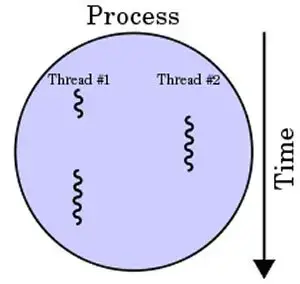 Process
Thread #1
Thread #2
Time